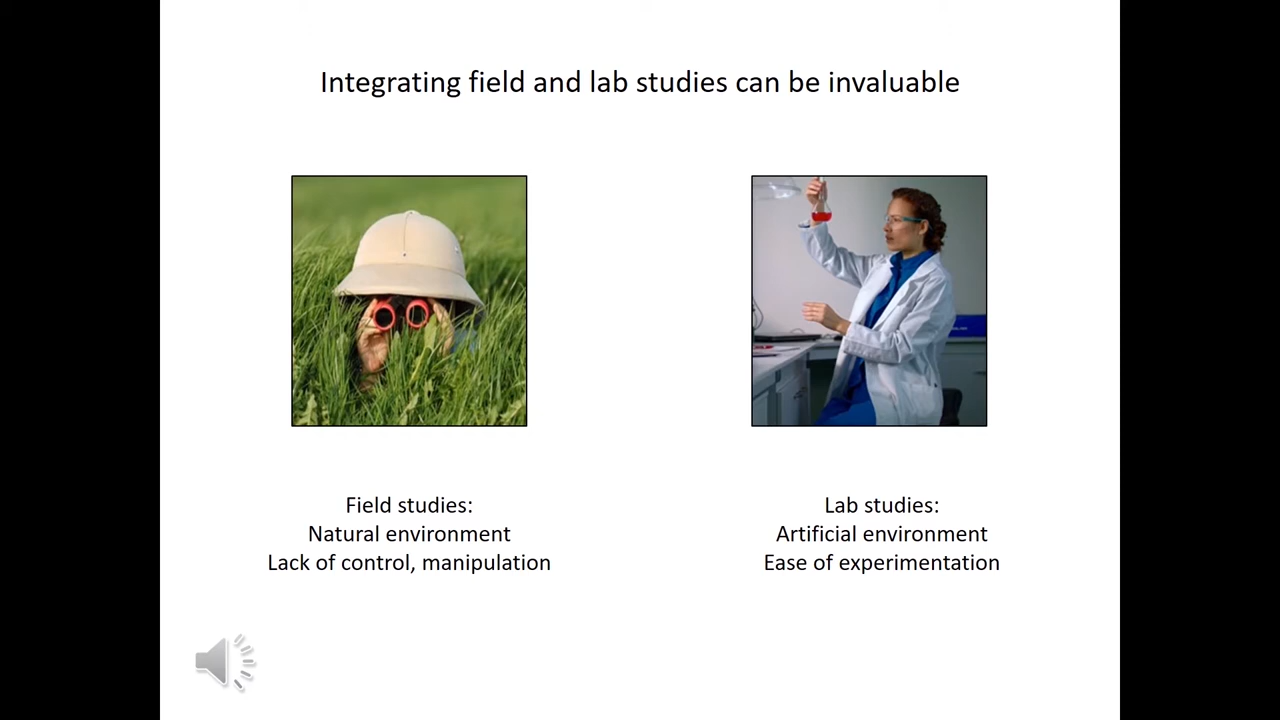 Integrating field and lab studies can be invaluable
Field studies:
Natural environment
Lack of control, manipulation
Lab studies:
Artificial environment
Ease of experimentation